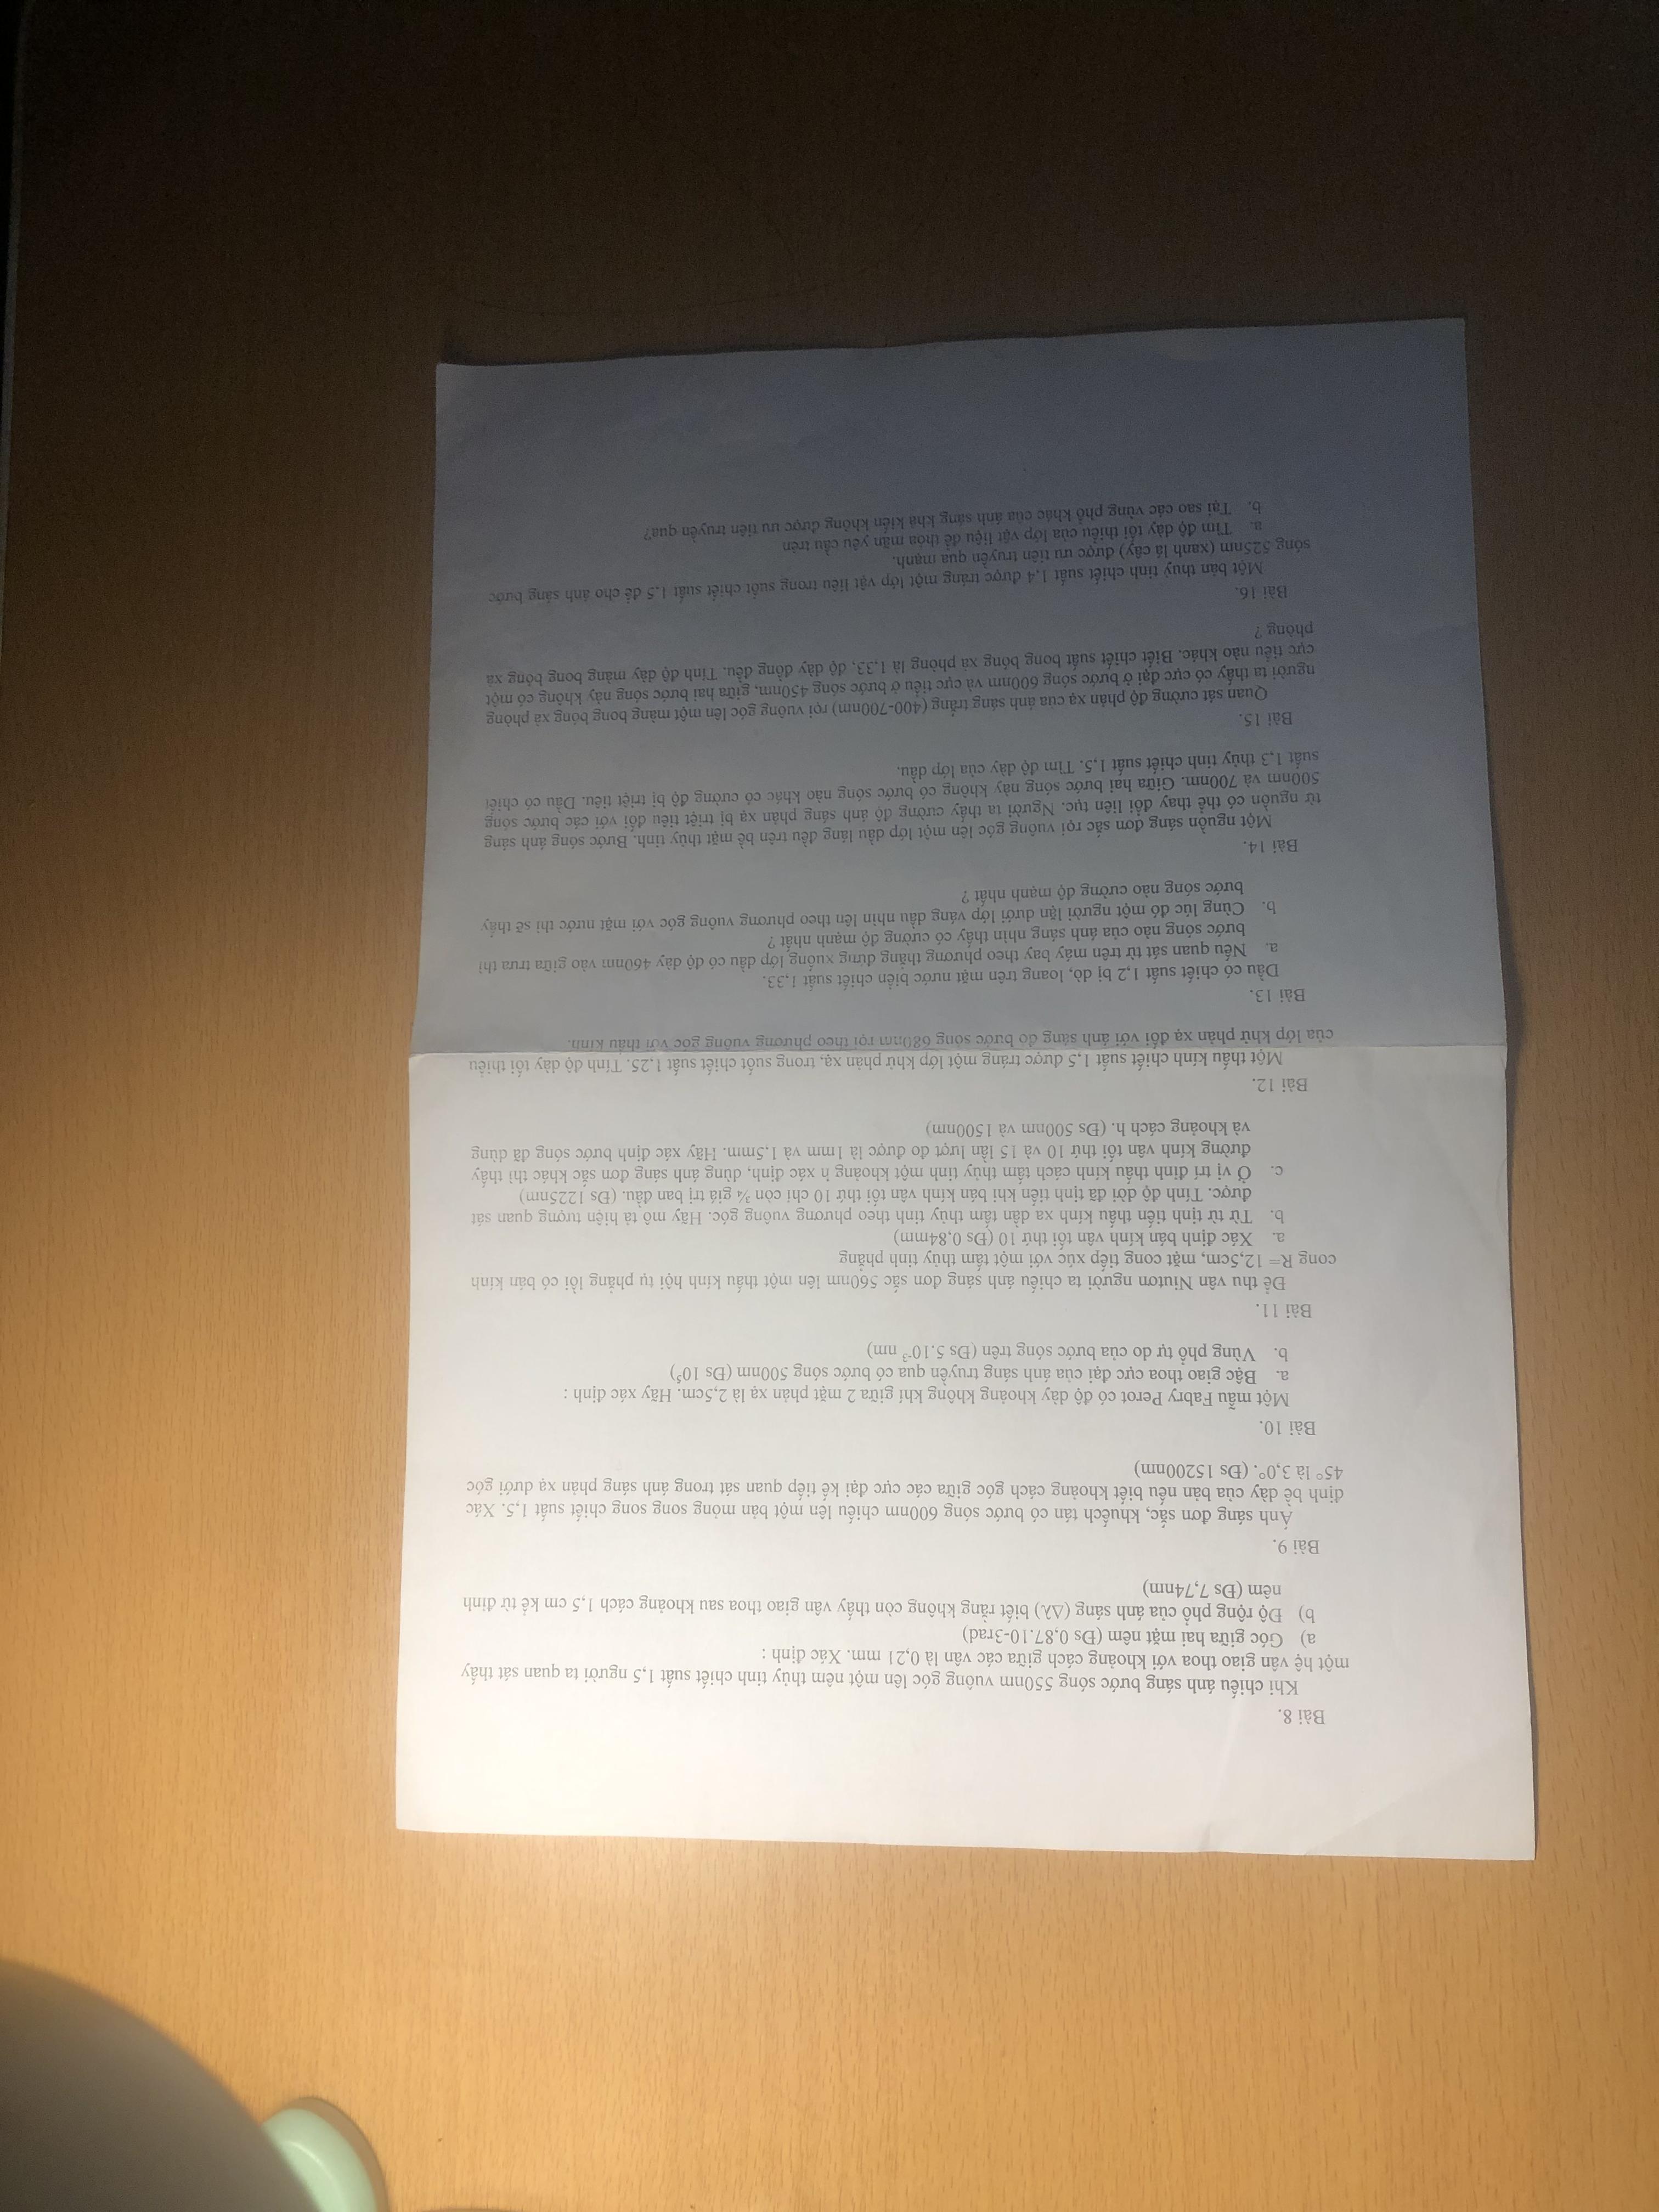 Bài 8.
Khi chiếu ánh sáng bước sóng 550nm vuông góc lên một nêm thủy tinh chiết suất 1,5 người ta quan sát thấy
một hệ vân giao thoa với khoảng cách giữa các vân là 0,21 mm. Xác định :
a) Góc giữa hai mặt nêm (Đs 0,87.10-3rad)
b) Độ rộng phổ của ánh sáng (Δλ) biết rằng không còn thấy vân giao thoa sau khoảng cách 1,5 cm kể từ đỉnh
nêm (Đs 7,74nm)
Bài 9.
Ánh sáng đơn sắc, khuếch tán có bước sóng 600nm chiếu lên một bản mỏng song song chiết suất 1,5. Xác
định bề dày của bản nếu biết khoảng cách góc giữa các cực đại kế tiếp quan sát trong ánh sáng phản xạ dưới góc
45° là 3,0°. (Đs 15200nm)
Bài 10.
Một mẫu Fabry Perot có độ dày khoảng không khí giữa 2 mặt phản xạ là 2,5cm. Hãy xác định :
a. Bậc giao thoa cực đại của ánh sáng truyền qua có bước sóng 500nm (Đs 10⁵)
b. Vùng phổ tự do của bước sóng trên (Đs 5.10⁻³ nm)
Bài 11.
Để thu vân Niutơn người ta chiếu ánh sáng đơn sắc 560nm lên một thấu kính hội tụ phẳng lồi có bán kính
cong R= 12,5cm, mặt cong tiếp xúc với một tấm thủy tinh phẳng
a. Xác định bán kính vân tối thứ 10 (Đs 0,84mm)
b. Từ từ tịnh tiến thấu kính xa dần tấm thủy tinh theo phương vuông góc. Hãy mô tả hiện tượng quan sát
được. Tính độ dời đã tịnh tiến khi bán kính vân tối thứ 10 chỉ còn ¾ giá trị ban đầu. (Đs 1225nm)
c. Ở vị trí đỉnh thấu kính cách tấm thủy tinh một khoảng h xác định, dùng ánh sáng đơn sắc khác thì thấy
đường kính vân tối thứ 10 và 15 lần lượt đo được là 1mm và 1,5mm. Hãy xác định bước sóng đã dùng
và khoảng cách h. (Đs 500nm và 1500nm)
Bài 12.
Một thấu kính chiết suất 1,5 được tráng một lớp khử phản xạ, trong suốt chiết suất 1,25. Tính độ dày tối thiểu
của lớp khử phản xạ đối với ánh sáng đỏ bước sóng 680nm rọi theo phương vuông góc với thấu kính.
Bài 13.
Dầu có chiết suất 1,2 bị dò, loang trên mặt nước biển chiết suất 1,33.
a. Nếu quan sát từ trên máy bay theo phương thẳng đứng xuống lớp dầu có độ dày 460nm vào giữa trưa thì
bước sóng nào của ánh sáng nhìn thấy có cường độ mạnh nhất ?
b. Cùng lúc đó một người lặn dưới lớp váng dầu nhìn lên theo phương vuông góc với mặt nước thì sẽ thấy
bước sóng nào cường độ mạnh nhất ?
Bài 14.
Một nguồn sáng đơn sắc rọi vuông góc lên một lớp dầu láng đều trên bề mặt thủy tinh. Bước sóng ánh sáng
từ nguồn có thể thay đổi liên tục. Người ta thấy cường độ ánh sáng phản xạ bị triệt tiêu đối với các bước sóng
500nm và 700nm. Giữa hai bước sóng này không có bước sóng nào khác có cường độ bị triệt tiêu. Dầu có chiết
suất 1,3 thủy tinh chiết suất 1,5. Tìm độ dày của lớp dầu.
Bài 15.
Quan sát cường độ phản xạ của ánh sáng trắng (400-700nm) rọi vuông góc lên một màng bong bóng xà phòng
người ta thấy có cực đại ở bước sóng 600nm và cực tiểu ở bước sóng 450nm, giữa hai bước sóng này không có một
cực tiểu nào khác. Biết chiết suất bong bóng xà phòng là 1,33, độ dày đồng đều. Tính độ dày màng bong bóng xà
phòng ?
Bài 16.
Một bản thuỷ tinh chiết suất 1,4 được tráng một lớp vật liệu trong suốt chiết suất 1,5 để cho ánh sáng bước
sóng 525nm (xanh lá cây) được ưu tiên truyền qua mạnh.
a. Tìm độ dày tối thiểu của lớp vật liệu để thỏa mãn yêu cầu trên
b. Tại sao các vùng phổ khác của ánh sáng khả kiến không được ưu tiên truyền qua?